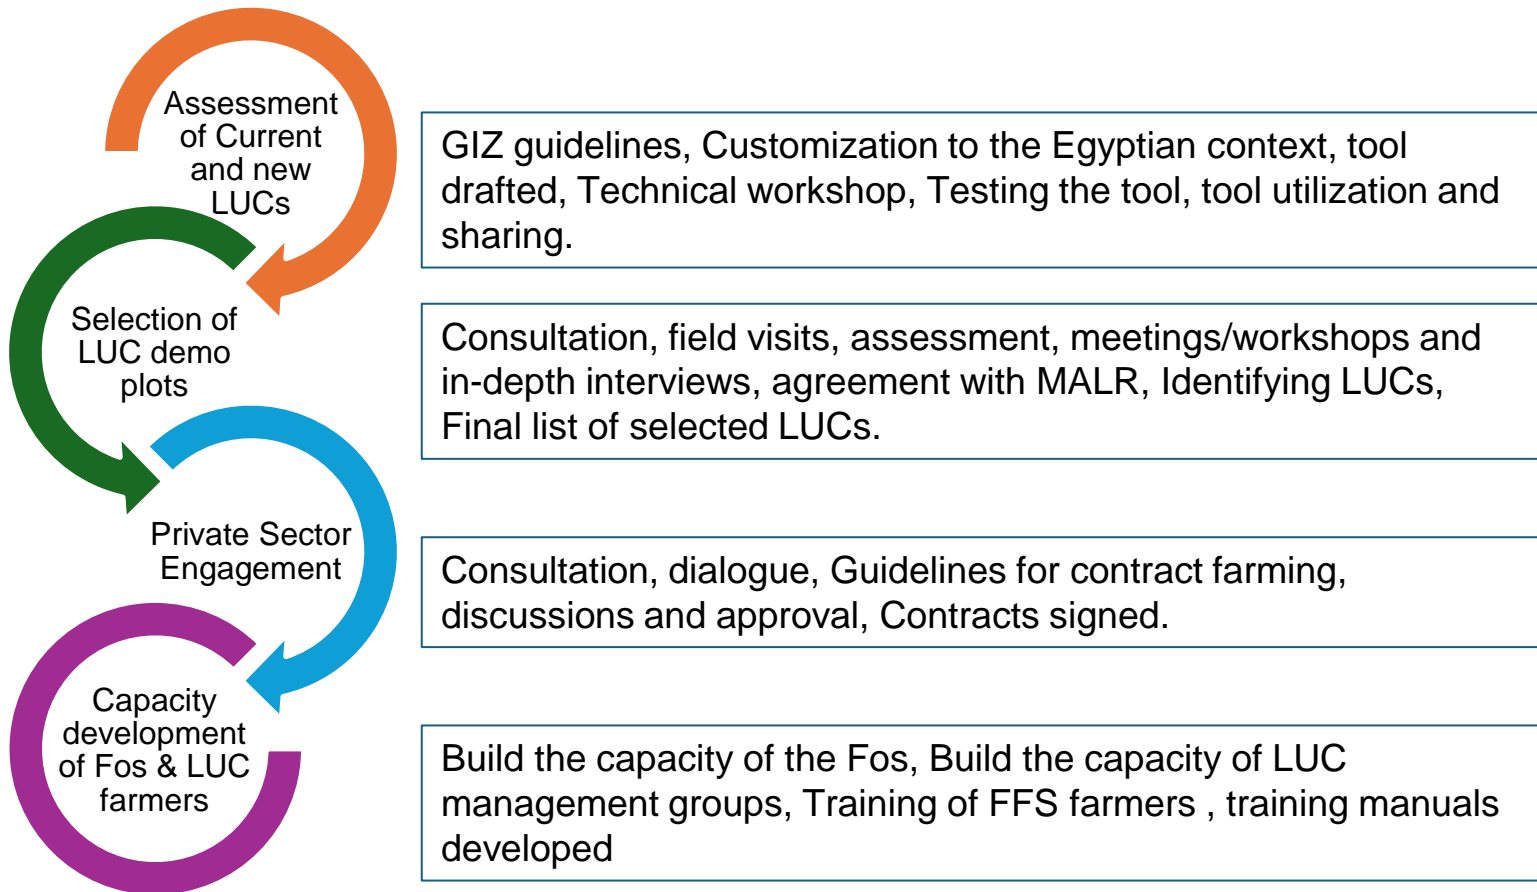 Assessment
of Current
and new
LUCs
GIZ guidelines, Customization to the Egyptian context, tool
drafted, Technical workshop, Testing the tool, tool utilization and
sharing.
Selection of
LUC demo
plots
Consultation, field visits, assessment, meetings/workshops and
in-depth interviews, agreement with MALR, Identifying LUCs,
Final list of selected LUCs.
Private Sector
Engagement
Consultation, dialogue, Guidelines for contract farming,
discussions and approval, Contracts signed.
Capacity
development
of Fos & LUC
farmers
Build the capacity of the Fos, Build the capacity of LUC
management groups, Training of FFS farmers , training manuals
developed